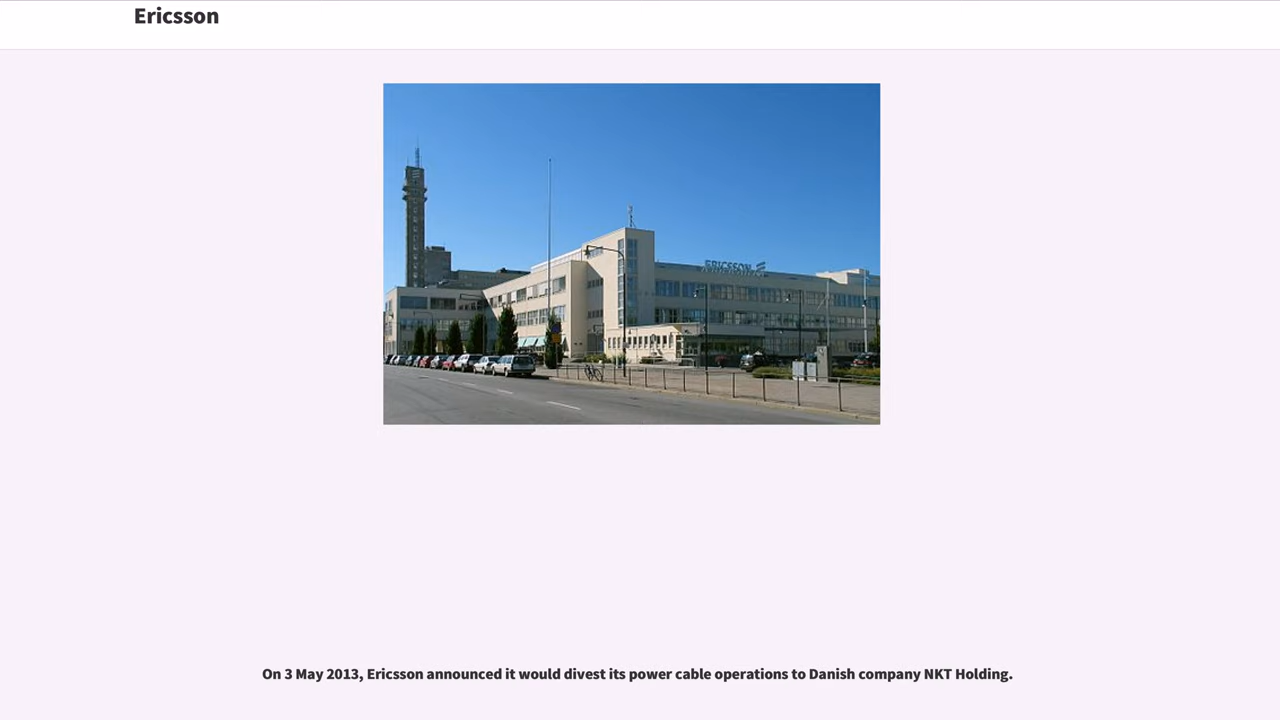 Ericsson
ERICSSON
On 3 May 2013, Ericsson announced it would divest its power cable operations to Danish company NKT Holding.